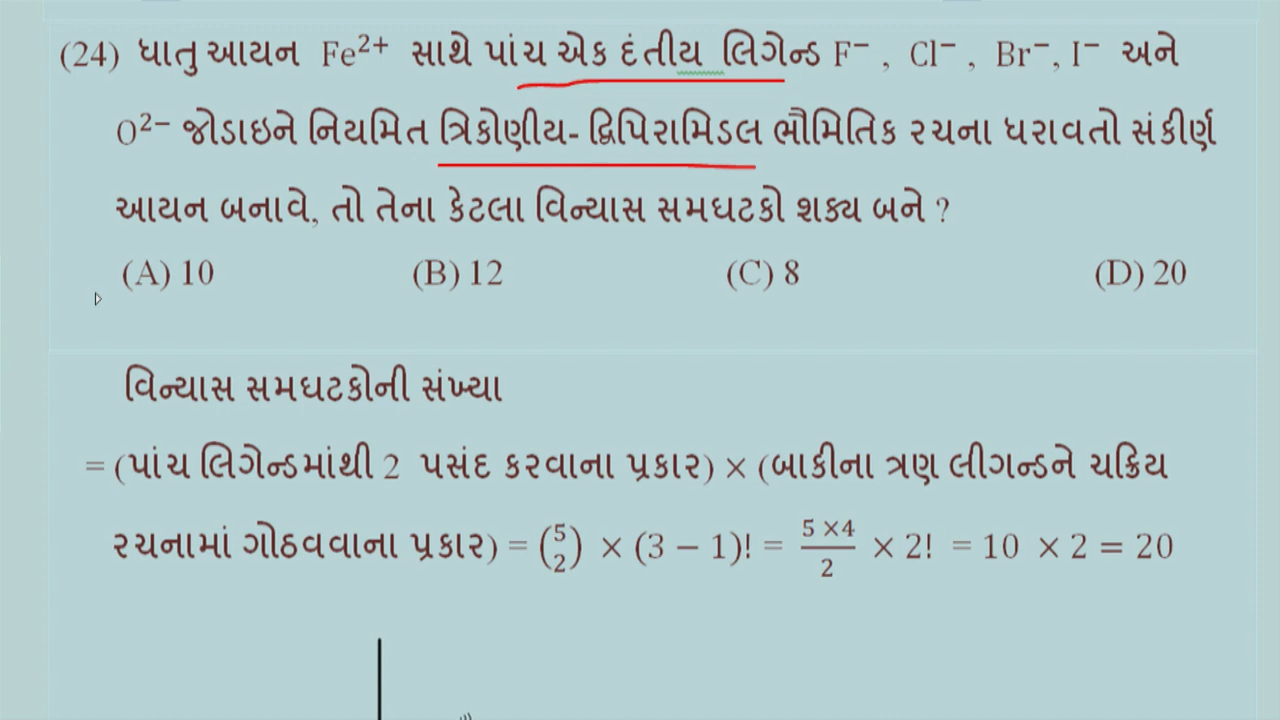 (24) ધાતુ આયન Fe²⁺ સાથે પાંચ એક દંતીય લિગેન્ડ F⁻ , Cl⁻ , Br⁻, I⁻ અને
O²⁻ જોડાઇને નિયમિત ત્રિકોણીય- દ્વિપિરામિડલ ભૌમિતિક રચના ધરાવતો સંકીર્ણ
આયન બનાવે, તો તેના કેટલા વિન્યાસ સમઘટકો શક્ય બને ?
(A) 10 (B) 12 (C) 8 (D) 20
વિન્યાસ સમઘટકોની સંખ્યા
= (પાંચ લિગેન્ડમાંથી 2 પસંદ કરવાના પ્રકાર) × (બાકીના ત્રણ લીગન્ડને ચક્રિય
રચનામાં ગોઠવવાના પ્રકાર) = (5 2) × (3 − 1)! = 5 ×4 / 2 × 2! = 10 × 2 = 20